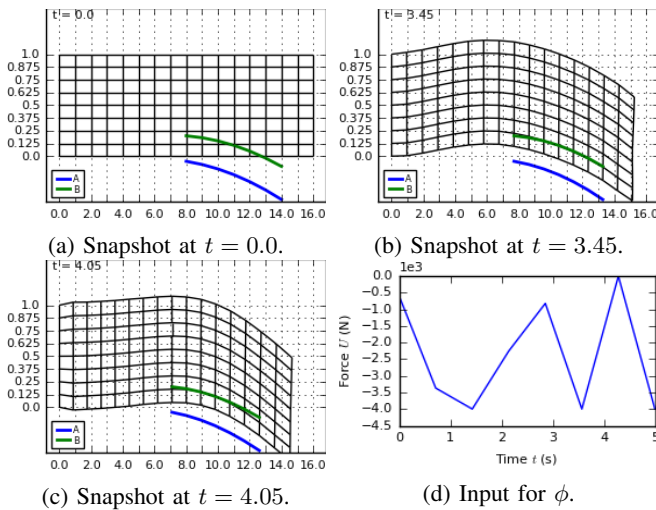 t = 0.0
1.0
0.875
0.75
0.625
0.5
0.375
0.25
0.125
0.0
A
B
0.0 2.0 4.0 6.0 8.0 10.0 12.0 14.0 16.0
(a) Snapshot at t = 0.0.
t = 3.45
1.0
0.875
0.75
0.625
0.5
0.375
0.25
0.125
0.0
A
B
0.0 2.0 4.0 6.0 8.0 10.0 12.0 14.0 16.0
(b) Snapshot at t = 3.45.
t = 4.05
1.0
0.875
0.75
0.625
0.5
0.375
0.25
0.125
0.0
A
B
0.0 2.0 4.0 6.0 8.0 10.0 12.0 14.0 16.0
(c) Snapshot at t = 4.05.
1e3
0.0
−0.5
−1.0
−1.5
−2.0
−2.5
−3.0
−3.5
−4.0
−4.5
Force U (N)
0 1 2 3 4 5
Time t (s)
(d) Input for ϕ.